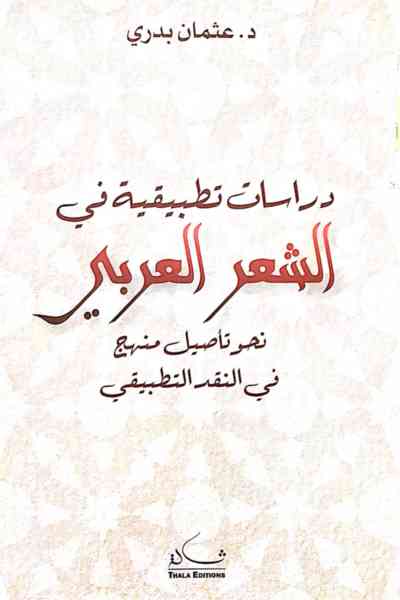 د. عثمان بدري
دراسات تطبيقية في
الشعر العربي
نحو تأصيل منهج
في النقد التطبيقي
ثالة
THALA EDITIONS